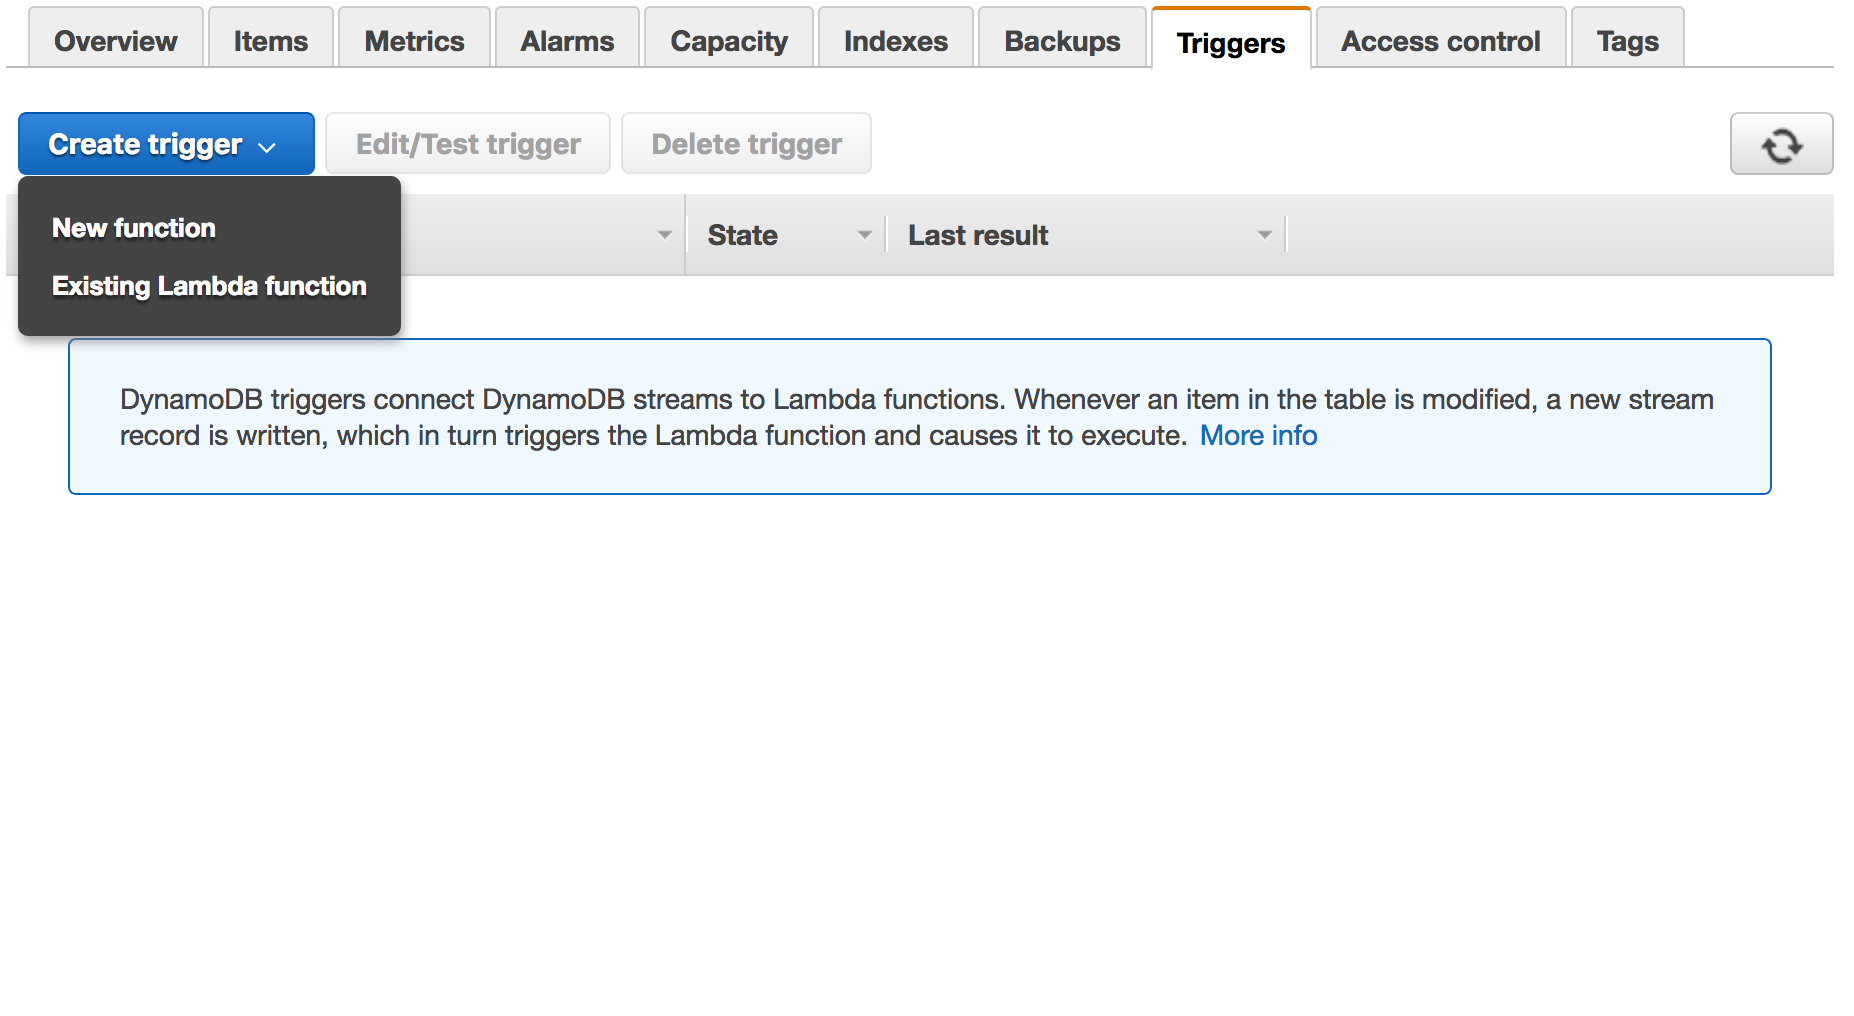 Overview Items Metrics Alarms Capacity Indexes Backups Triggers Access control Tags
Create trigger Edit/Test trigger Delete trigger
New function
Existing Lambda function
State Last result
DynamoDB triggers connect DynamoDB streams to Lambda functions. Whenever an item in the table is modified, a new stream
record is written, which in turn triggers the Lambda function and causes it to execute. More info